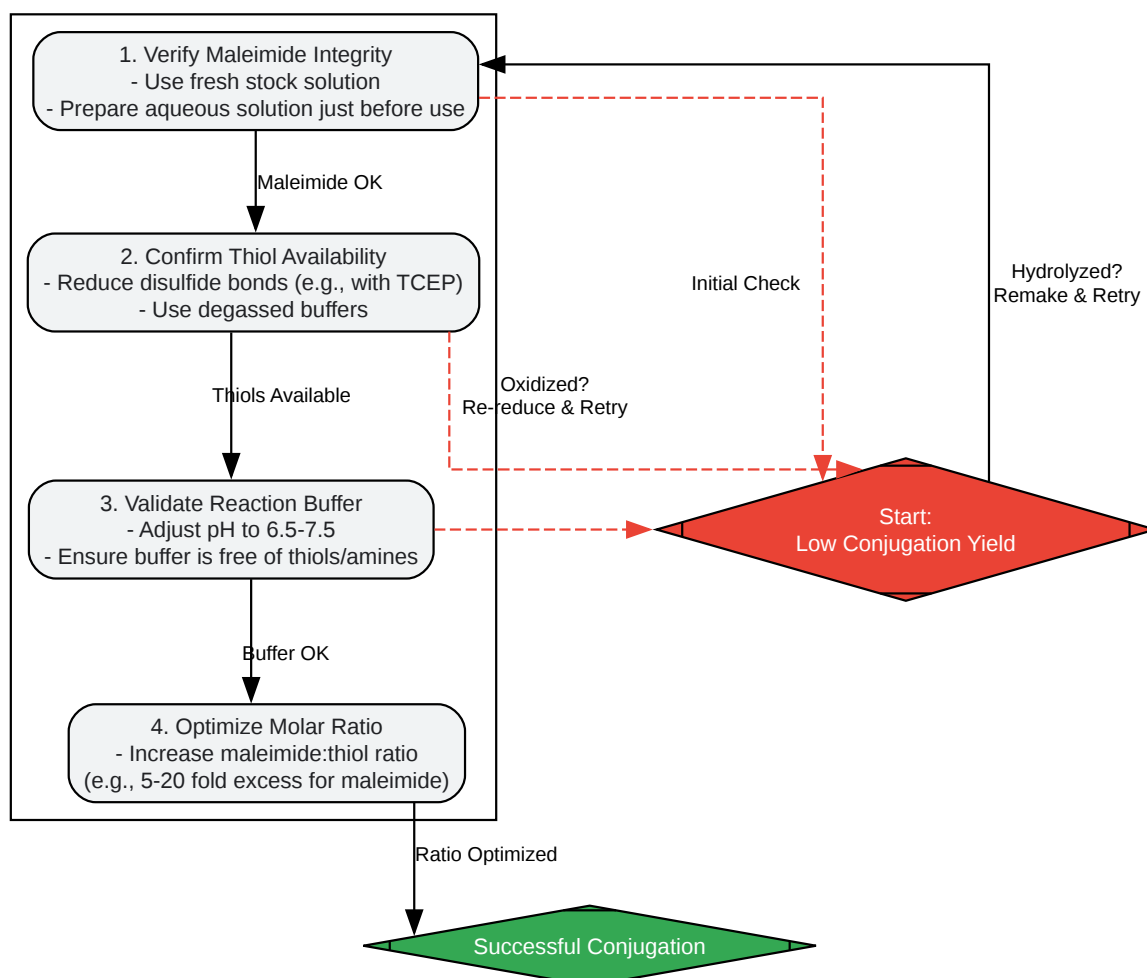 1. Verify Maleimide Integrity
- Use fresh stock solution
- Prepare aqueous solution just before use
Maleimide OK
2. Confirm Thiol Availability
- Reduce disulfide bonds (e.g., with TCEP)
- Use degassed buffers
Initial Check
Hydrolyzed?
Remake & Retry
Thiols Available
Oxidized?
Re-reduce & Retry
3. Validate Reaction Buffer
- Adjust pH to 6.5-7.5
- Ensure buffer is free of thiols/amines
Start:
Low Conjugation Yield
Buffer OK
4. Optimize Molar Ratio
- Increase maleimide:thiol ratio
(e.g., 5-20 fold excess for maleimide)
Ratio Optimized
Successful Conjugation